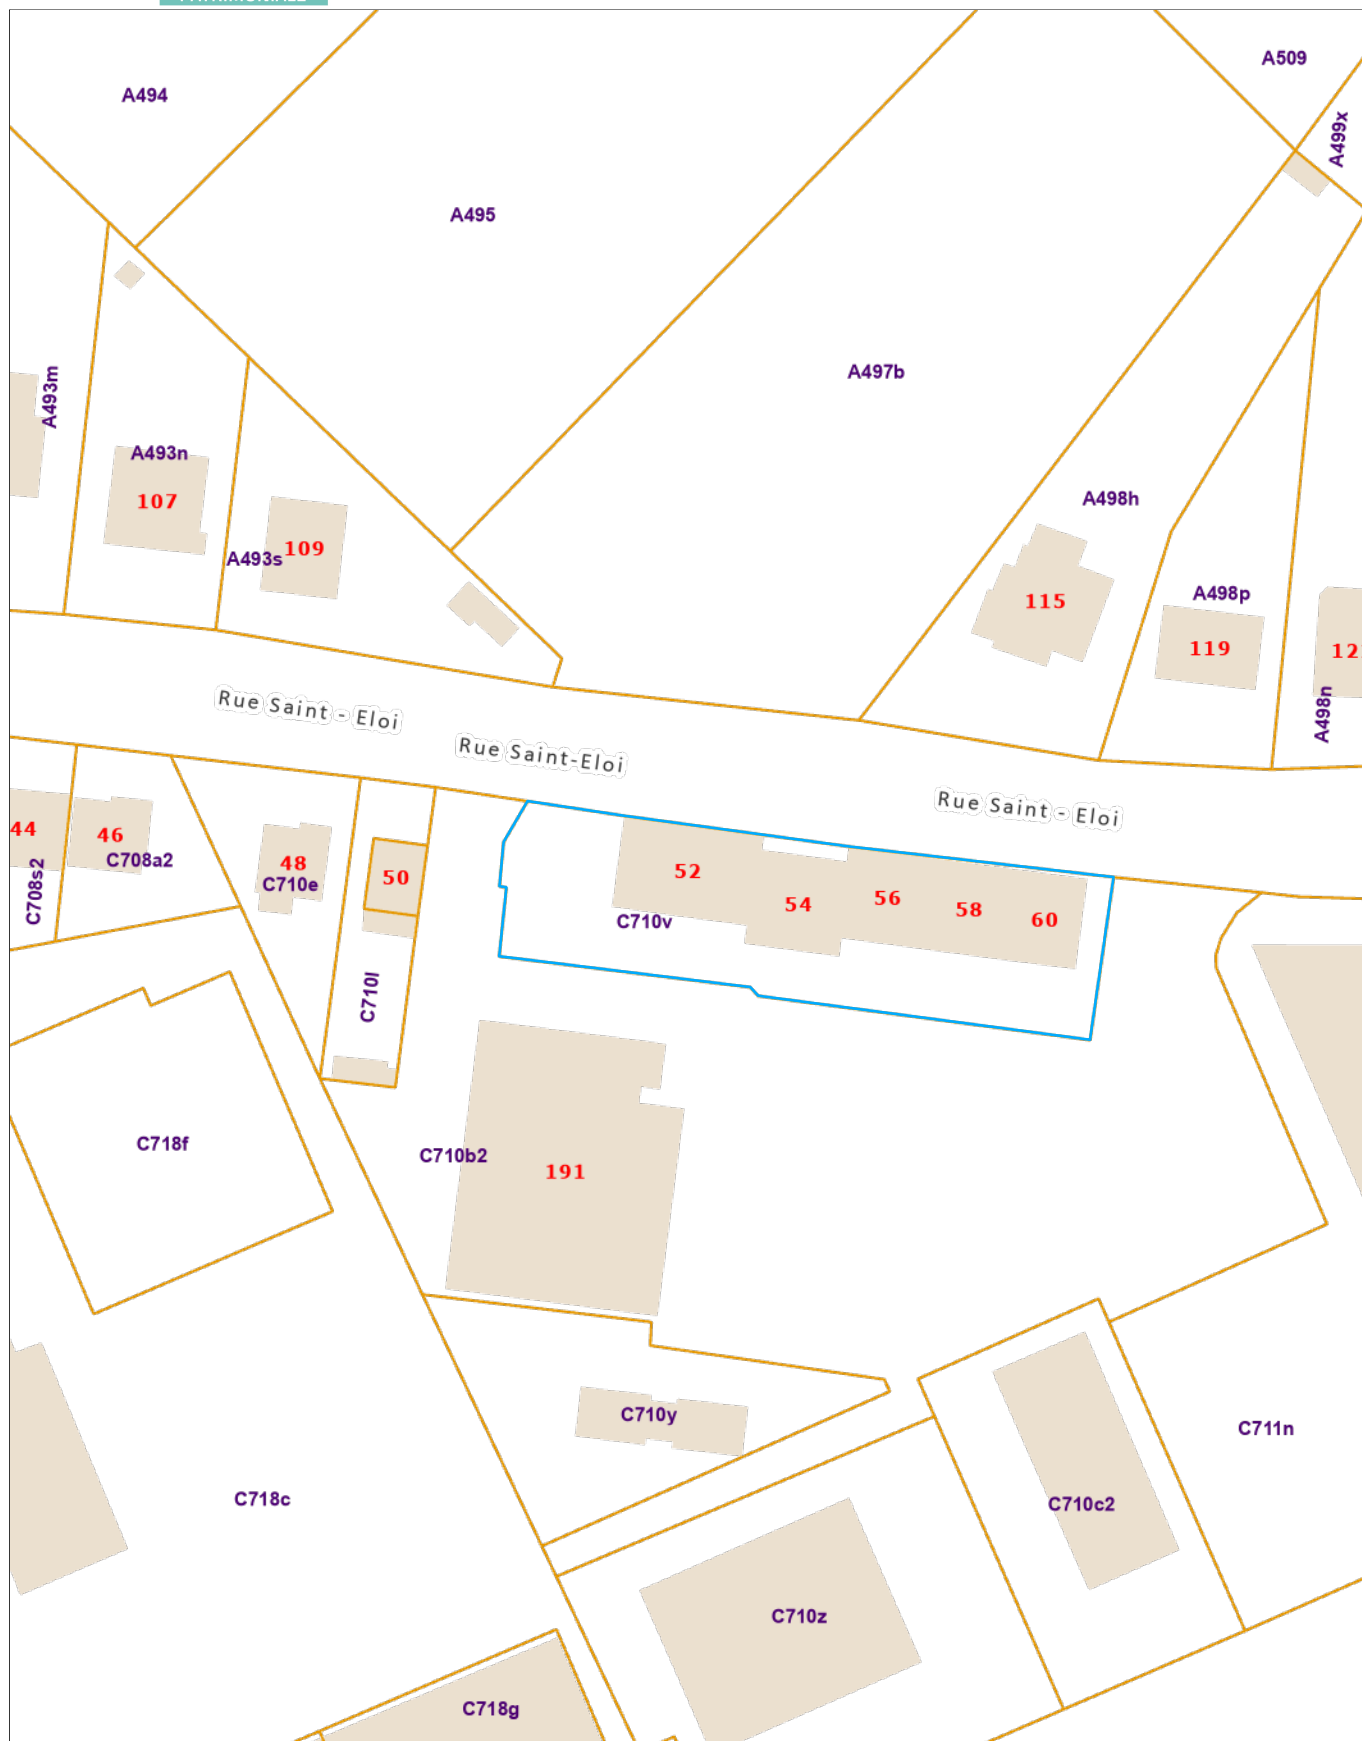 A509
A494
A499x
A495
A497b
A493m
A493n
107
A498h
109
A493s
A498p
115
119
12
A498n
Rue Saint - Eloi
Rue Saint-Eloi
Rue Saint - Eloi
44
46
C708a2
C708s2
48
C710e
50
52
54
56
58
60
C710v
C710l
C718f
C710b2
191
C710y
C711n
C718c
C710c2
C710z
C718g